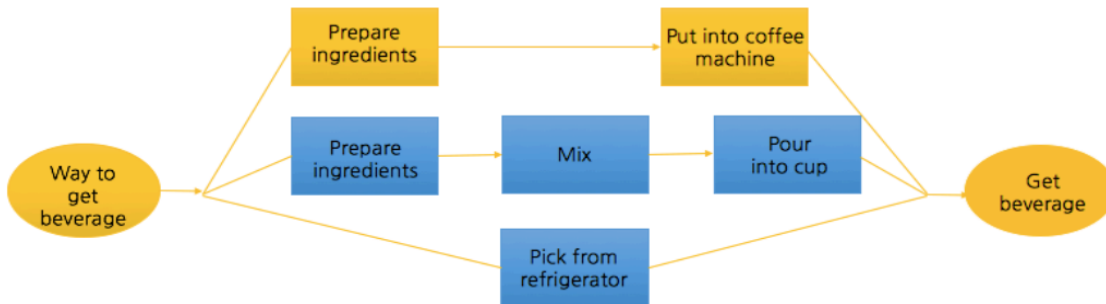 Prepare
ingredients
Put into coffee
machine
Way to
get
beverage
Prepare
ingredients
Mix
Pour
into cup
Get
beverage
Pick from
refrigerator